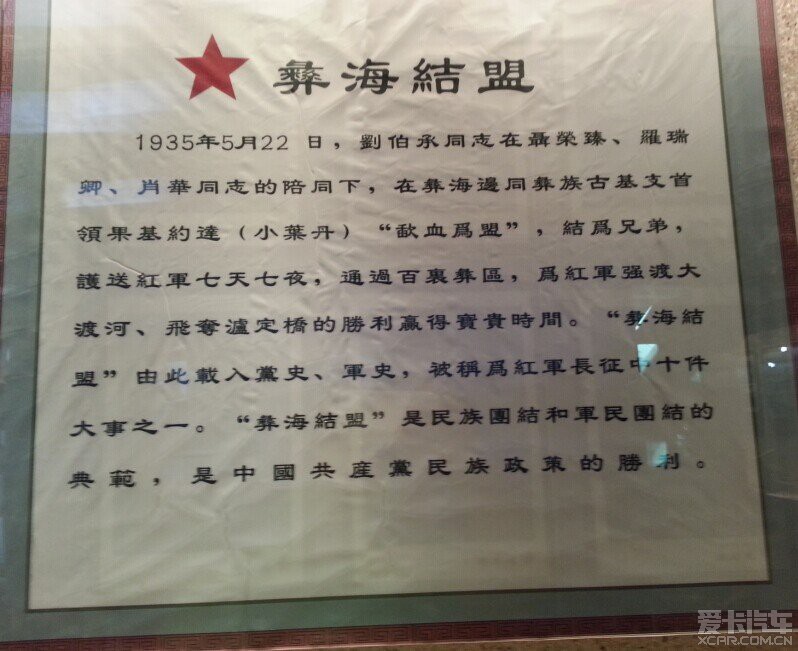 彝海結盟
1935年5月22 日，劉伯承同志在聶榮臻、羅瑞
卿、肖華同志的陪同下，在彝海邊同彝族古基支首
領果基約達（小葉丹）“歃血爲盟”，結爲兄弟，
護送紅軍七天七夜，通過百裏彝區，爲紅軍强渡大
渡河、飛奪瀘定橋的勝利贏得寶貴時間。“彝海結
盟”由此載入黨史、軍史，被稱爲紅軍長征中十件
大事之一。“彝海結盟”是民族團結和軍民團結的
典範，是中國共産黨民族政策的勝利。
爱卡汽车
XCAR.COM.CN